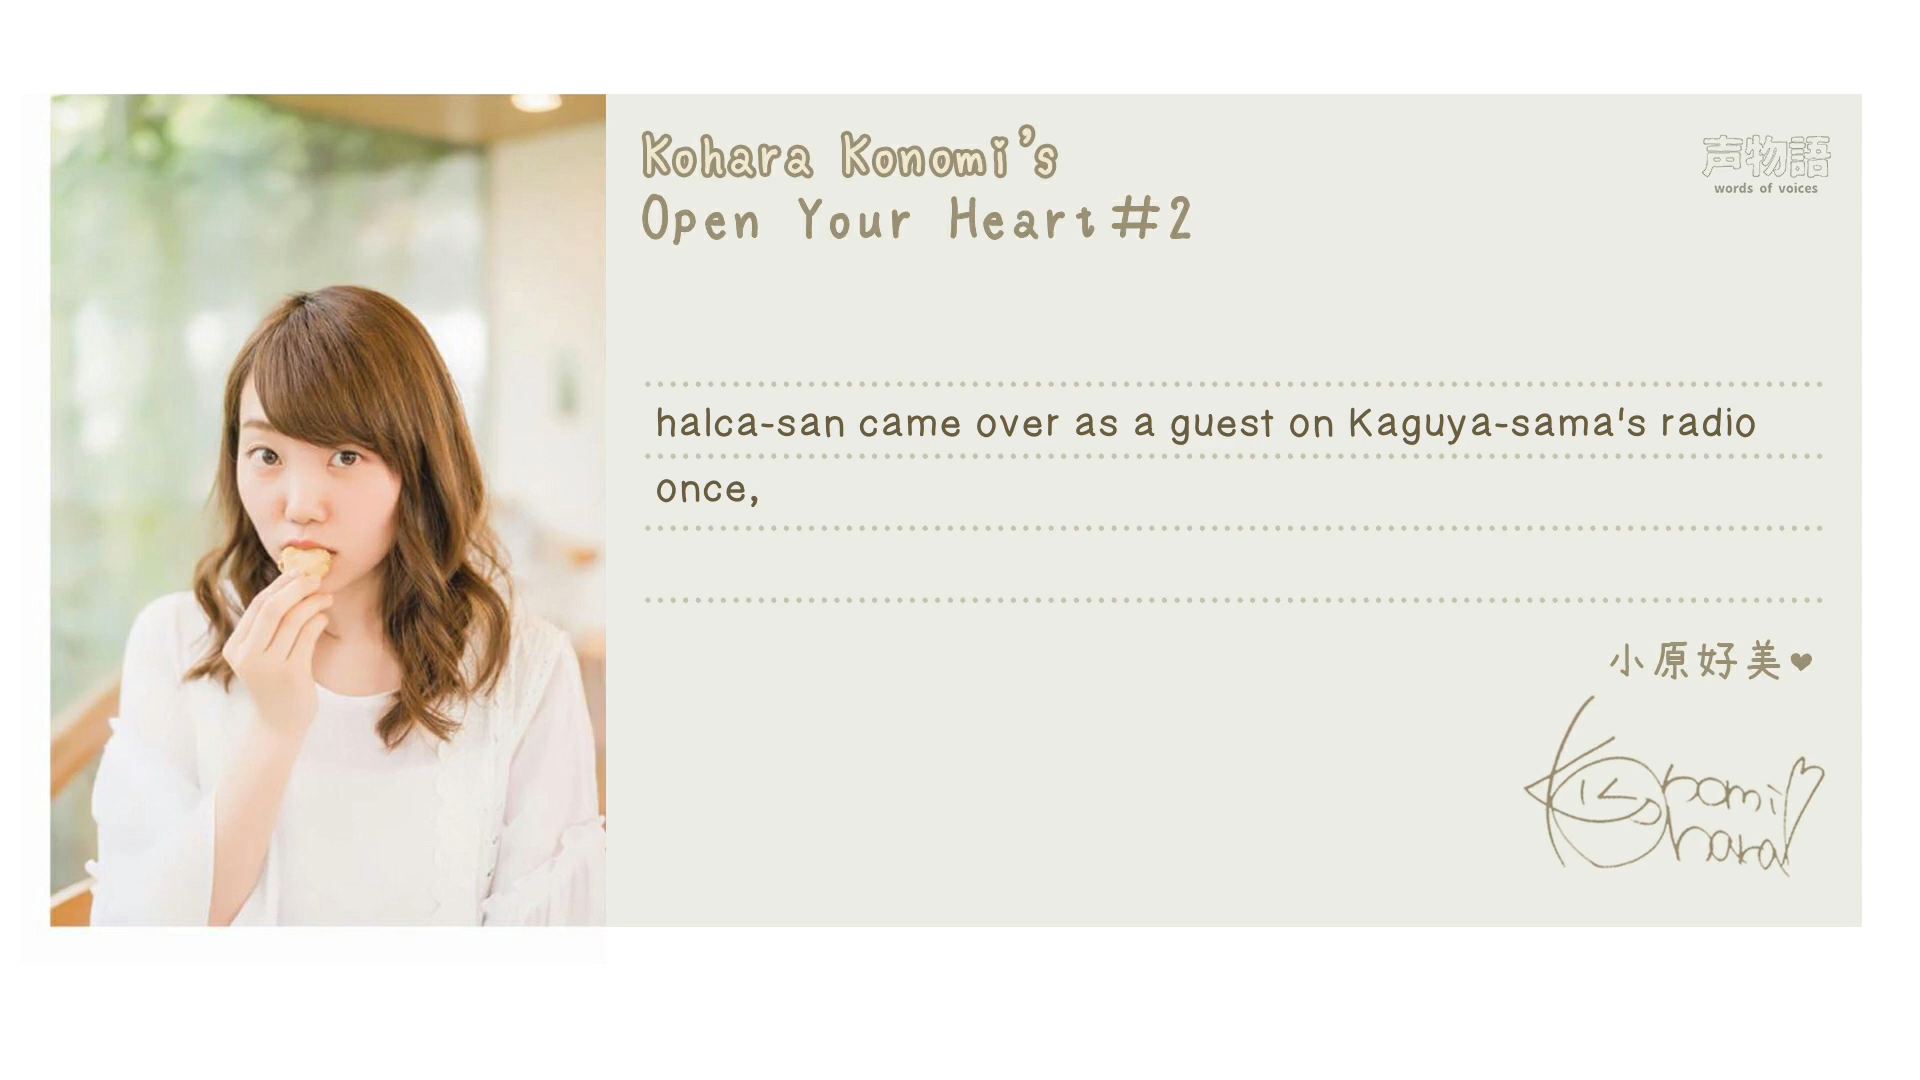 Kohara Konomi's
Open Your Heart #2
声物語
words of voices
halca-san came over as a guest on Kaguya-sama's radio
once,
小原好美♥
Konomi
Kohara